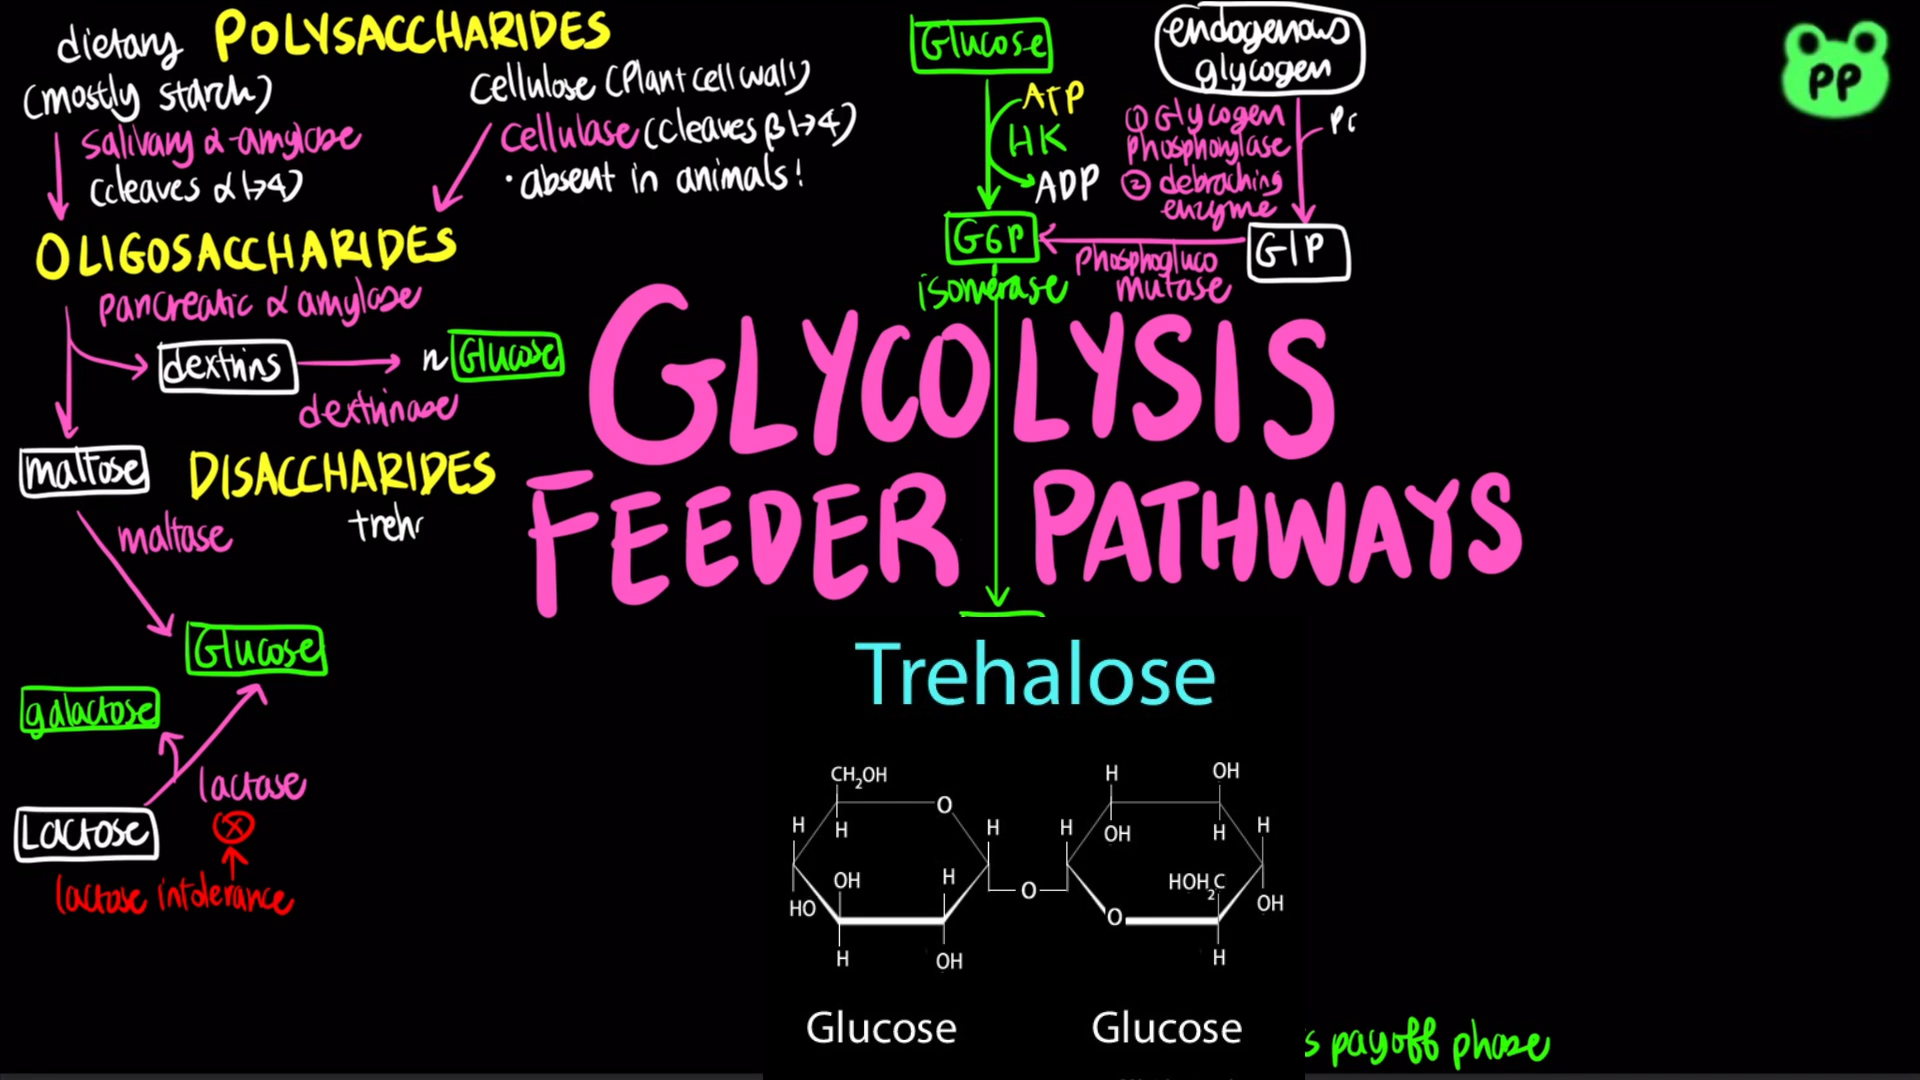 dietary POLYSACCHARIDES
(mostly starch)
salivary α-amylase
(cleaves α1→4)
cellulose (Plant cell wall)
cellulase (cleaves β1→4)
• absent in animals!
OLIGOSACCHARIDES
pancreatic α amylase
dextrins
n Glucose
dextrinase
maltose
DISACCHARIDES
maltase
treh
Glucose
galactose
lactase
Lactose
lactose intolerance
Glucose
ATP
HK
ADP
G6P
isomerase
endogenous
glycogen
① Glycogen
phosphorylase
② debraching
enzyme
G1P
phosphogluco
mutase
PP
GLYCOLYSIS
FEEDER PATHWAYS
Trehalose
CH2OH
O
H
H
H
OH
H
HO
H
OH
O
H
OH
H
OH
H
H
HOH2C
O
OH
H
Glucose
Glucose
s payoff phase